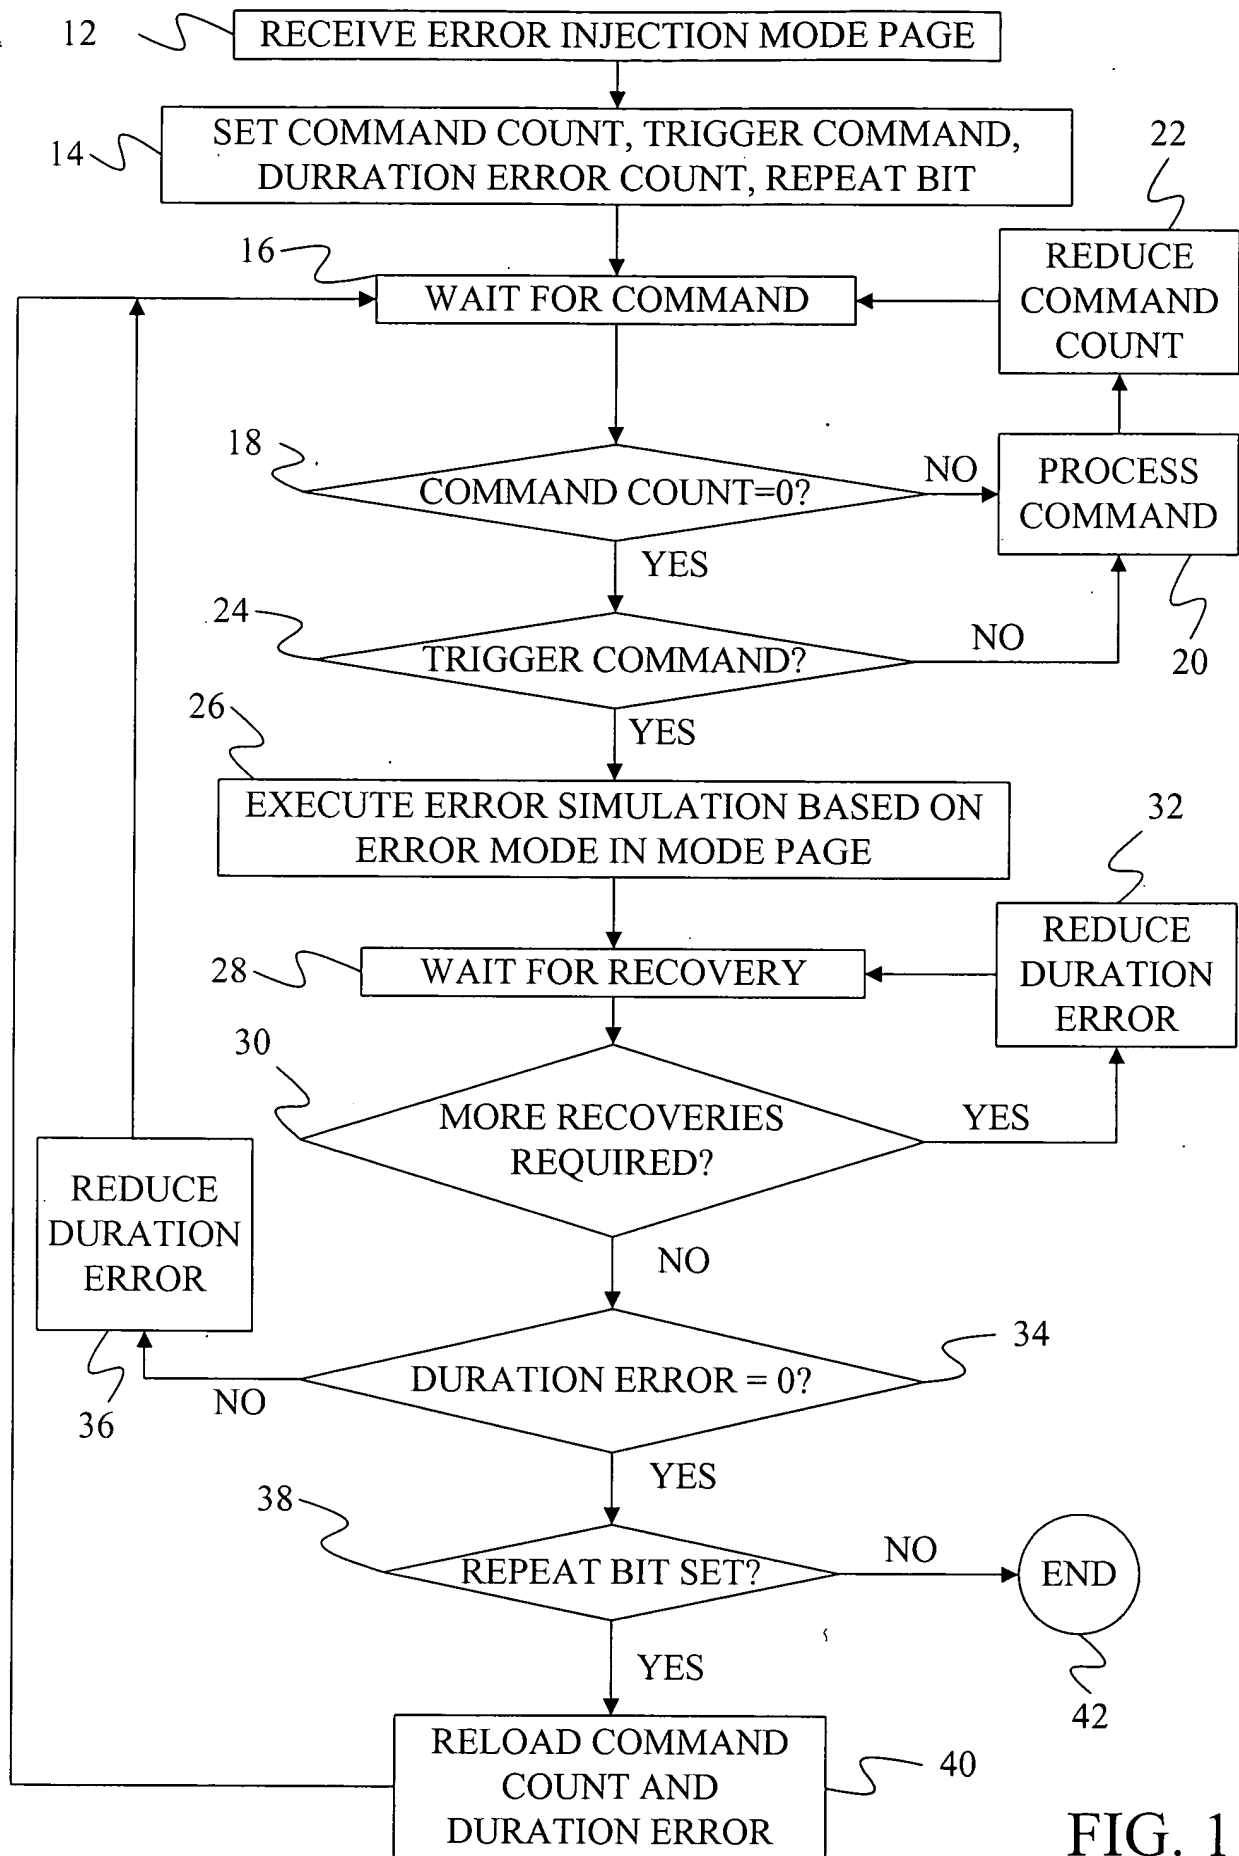 12
RECEIVE ERROR INJECTION MODE PAGE
14
SET COMMAND COUNT, TRIGGER COMMAND,
DURRATION ERROR COUNT, REPEAT BIT
22
REDUCE
COMMAND
COUNT
16
WAIT FOR COMMAND
18
COMMAND COUNT=0?
NO
PROCESS
COMMAND
YES
20
24
TRIGGER COMMAND?
NO
YES
26
EXECUTE ERROR SIMULATION BASED ON
ERROR MODE IN MODE PAGE
32
REDUCE
DURATION
ERROR
28
WAIT FOR RECOVERY
30
MORE RECOVERIES
REQUIRED?
YES
NO
REDUCE
DURATION
ERROR
36
34
DURATION ERROR = 0?
NO
YES
38
REPEAT BIT SET?
NO
END
42
YES
RELOAD COMMAND
COUNT AND
DURATION ERROR
40
FIG. 1